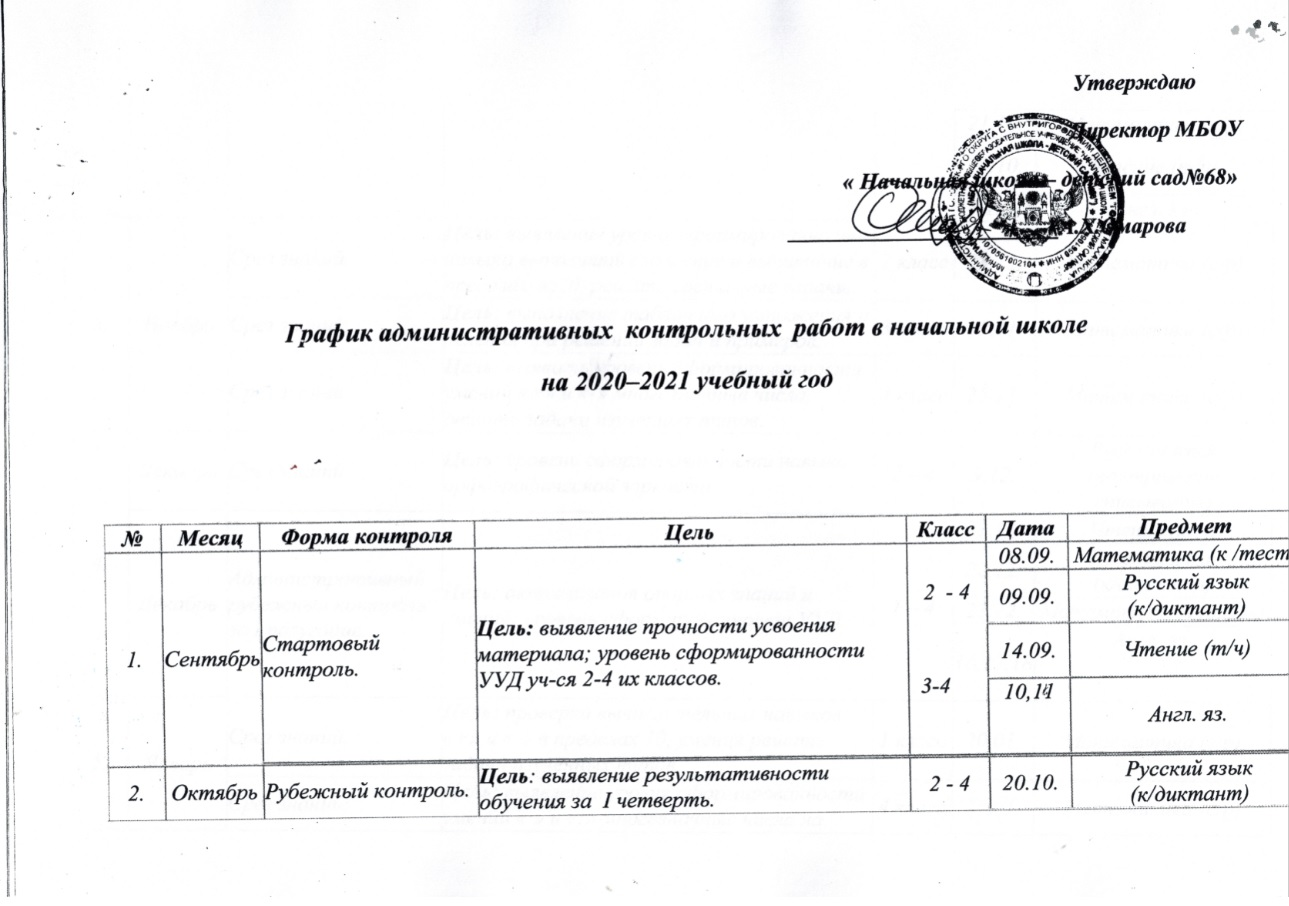 Утверждаю
Директор МБОУ
« Начальная школа – детский сад№68»
График административных контрольных работ в начальной школе
на 2020–2021 учебный год
№ Месяц Форма контроля Цель Класс Дата Предмет
1. Сентябрь Стартовый
контроль.
Цель: выявление прочности усвоения
материала; уровень сформированности
УУД уч-ся 2-4 их классов.
2 - 4
3-4
08.09. Математика (к /тест
09.09. Русский язык
(к/диктант)
14.09. Чтение (т/ч)
Англ. яз.
2. Октябрь Рубежный контроль.
Цель: выявление результативности
обучения за I четверть.
2 - 4 20.10. Русский язык
(к/диктант)